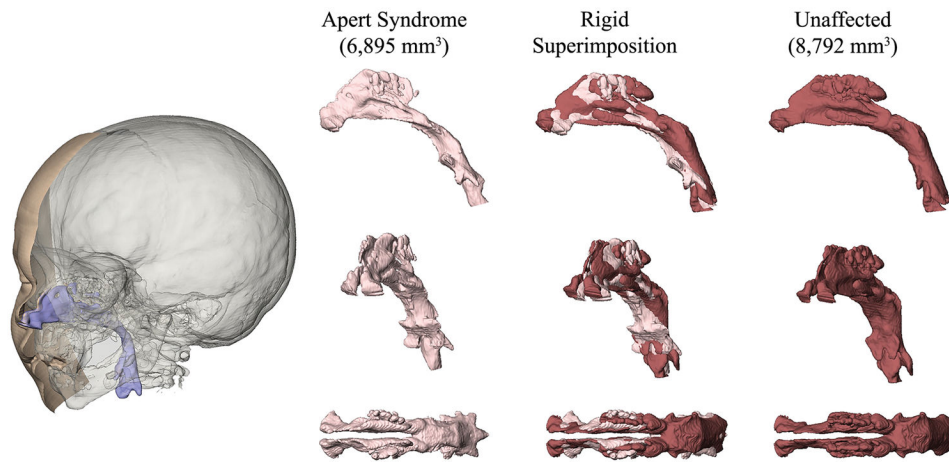 Apert Syndrome
(6,895 mm³)
Rigid
Superimposition
Unaffected
(8,792 mm³)